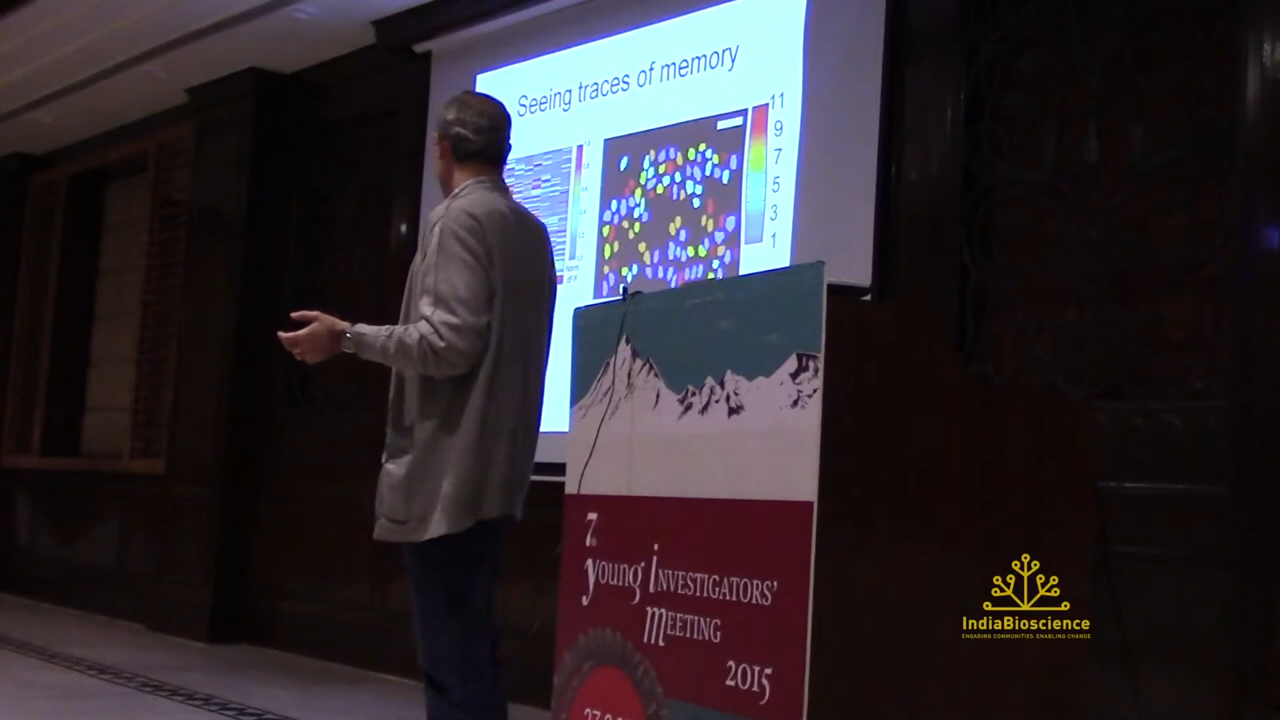 Seeing traces of memory
11
9
7
5
3
1
Norm.
dF/F
7th
young INVESTIGATORS'
MEETING
2015
IndiaBioscience
ENGAGING COMMUNITIES. ENABLING CHANGE